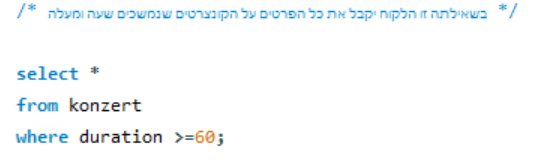 /* בשאילתה זו הלקוח יקבל את כל הפרטים על הקונצרטים שנמשכים שעה ומעלה */
select *
from konzert
where duration >=60;